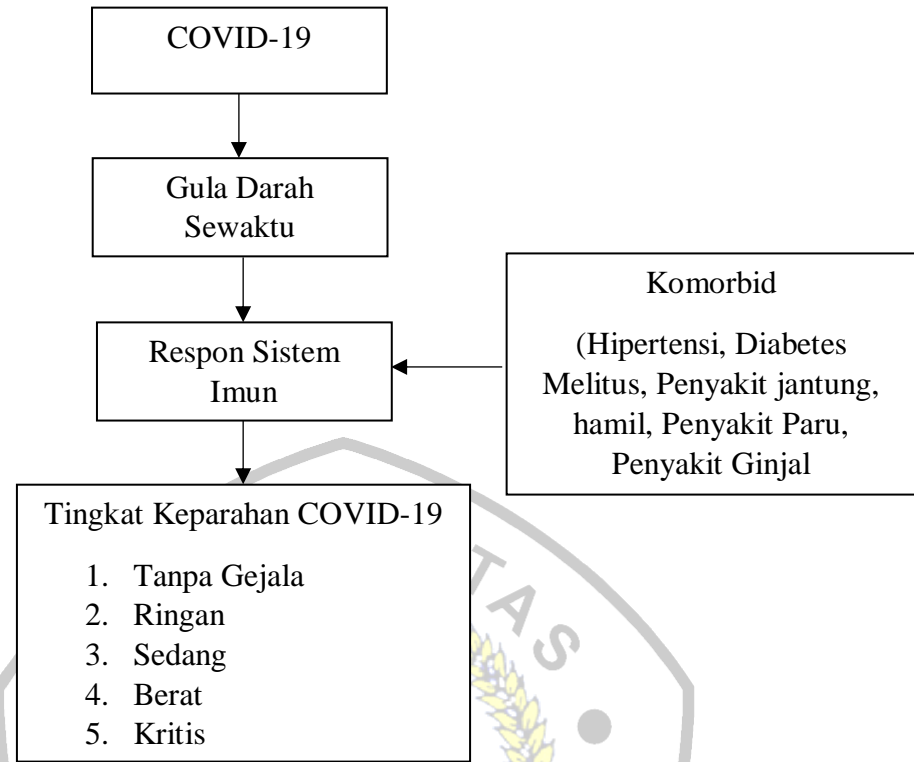 COVID-19
Gula Darah
Sewaktu
Respon Sistem
Imun
Komorbid
(Hipertensi, Diabetes
Melitus, Penyakit jantung,
hamil, Penyakit Paru,
Penyakit Ginjal
Tingkat Keparahan COVID-19
1. Tanpa Gejala
2. Ringan
3. Sedang
4. Berat
5. Kritis
TAS